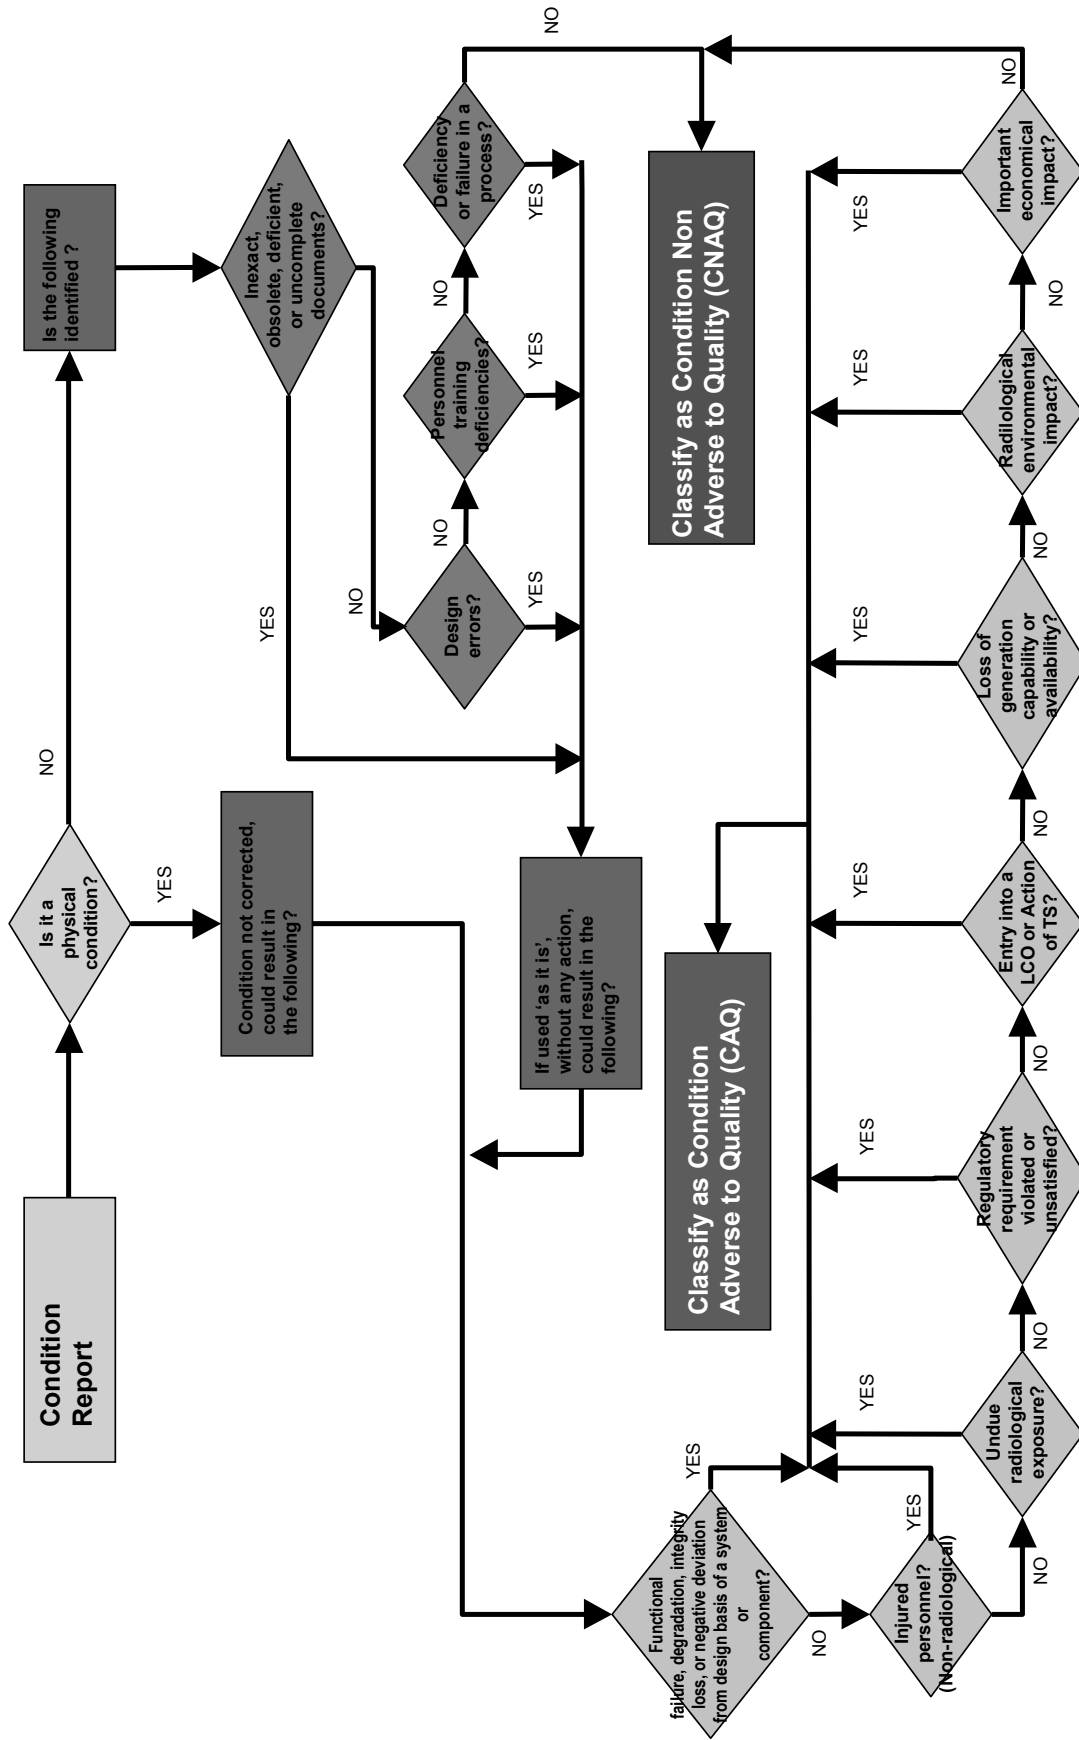 Condition
Report
Is it a
physical
condition?
NO
YES
Is the following
identified ?
Condition not corrected,
could result in
the following?
Inexact,
obsolete, deficient,
or uncomplete
documents?
YES
NO
Design
errors?
NO
YES
Personnel
training
deficiencies?
NO
YES
Deficiency
or failure in a
process?
YES
NO
If used ‘as it is’,
without any action,
could result in the
following?
Classify as Condition
Adverse to Quality (CAQ)
Classify as Condition Non
Adverse to Quality (CNAQ)
Functional
failure, degradation, integrity
loss, or negative deviation
from design basis of a system
or
component?
YES
NO
Injured
personnel?
(Non-radiological)
YES
NO
Undue
radiological
exposure?
YES
NO
Regulatory
requirement
violated or
unsatisfied?
YES
NO
Entry into a
LCO or Action
of TS?
YES
NO
Loss of
generation
capability or
availability?
YES
NO
Radilological
environmental
impact?
YES
NO
Important
economical
impact?
YES
NO